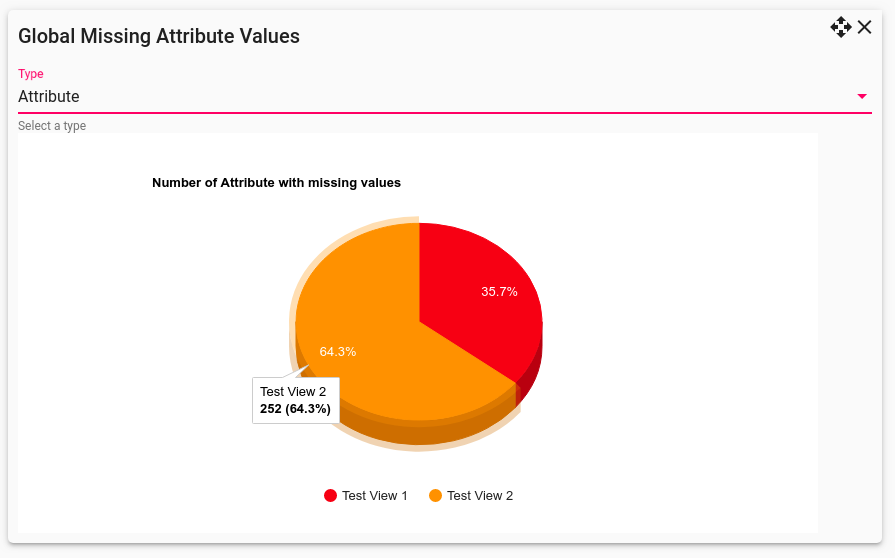 Global Missing Attribute Values
Type
Attribute
Select a type
Number of Attribute with missing values
35.7%
64.3%
Test View 2
252 (64.3%)
Test View 1
Test View 2